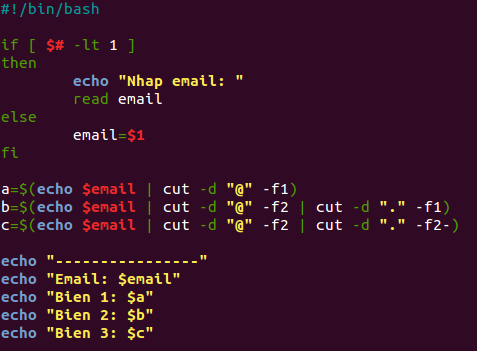 #!/bin/bash
if [ $# -lt 1 ]
then
echo "Nhap email: "
read email
else
email=$1
fi
a=$(echo $email | cut -d "@" -f1)
b=$(echo $email | cut -d "@" -f2 | cut -d "." -f1)
c=$(echo $email | cut -d "@" -f2 | cut -d "." -f2-)
echo "----------------"
echo "Email: $email"
echo "Bien 1: $a"
echo "Bien 2: $b"
echo "Bien 3: $c"